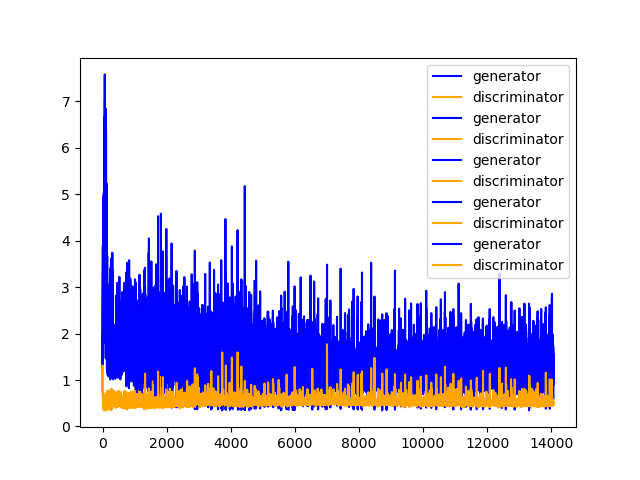 generator
discriminator
generator
discriminator
generator
discriminator
generator
discriminator
generator
discriminator
7
6
5
4
3
2
1
0
0 2000 4000 6000 8000 10000 12000 14000